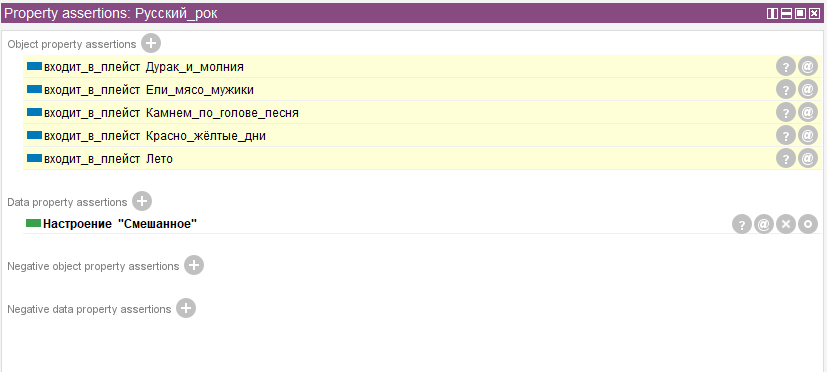 Property assertions: Русский_рок
Object property assertions
входит_в_плейст Дурак_и_молния
входит_в_плейст Ели_мясо_мужики
входит_в_плейст Камнем_по_голове_песня
входит_в_плейст Красно_жёлтые_дни
входит_в_плейст Лето
Data property assertions
Настроение "Смешанное"
Negative object property assertions
Negative data property assertions